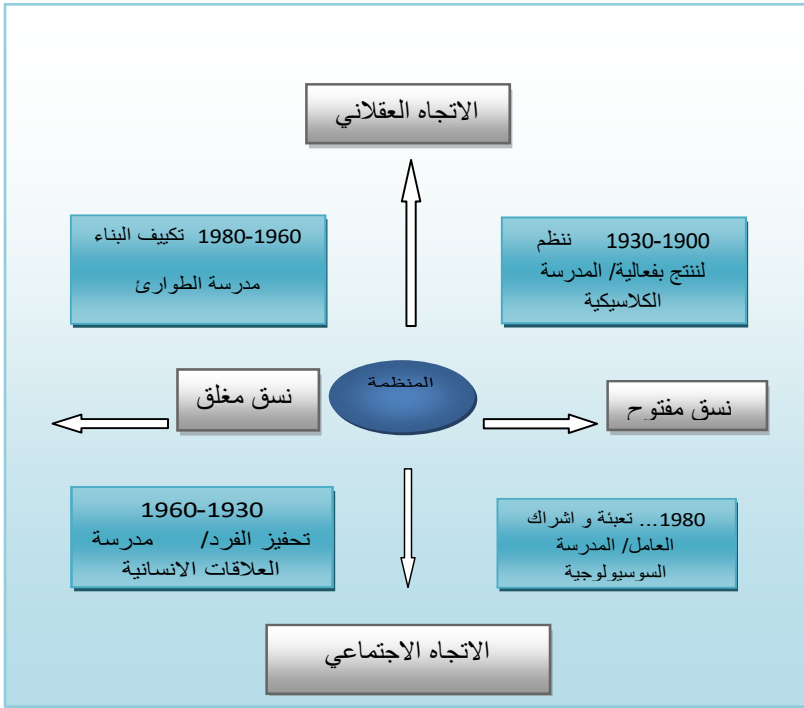 الاتجاه العقلاني
1900-1930 ننظم
لننتج بفعالية/ المدرسة
الكلاسيكية
1960-1980 تكييف البناء
مدرسة الطوارئ
نسق مفتوح
المنظمة
نسق مغلق
1980... تعبئة و اشراك
العامل/ المدرسة
السوسيولوجية
1930-1960
تحفيز الفرد/ مدرسة
العلاقات الانسانية
الاتجاه الاجتماعي